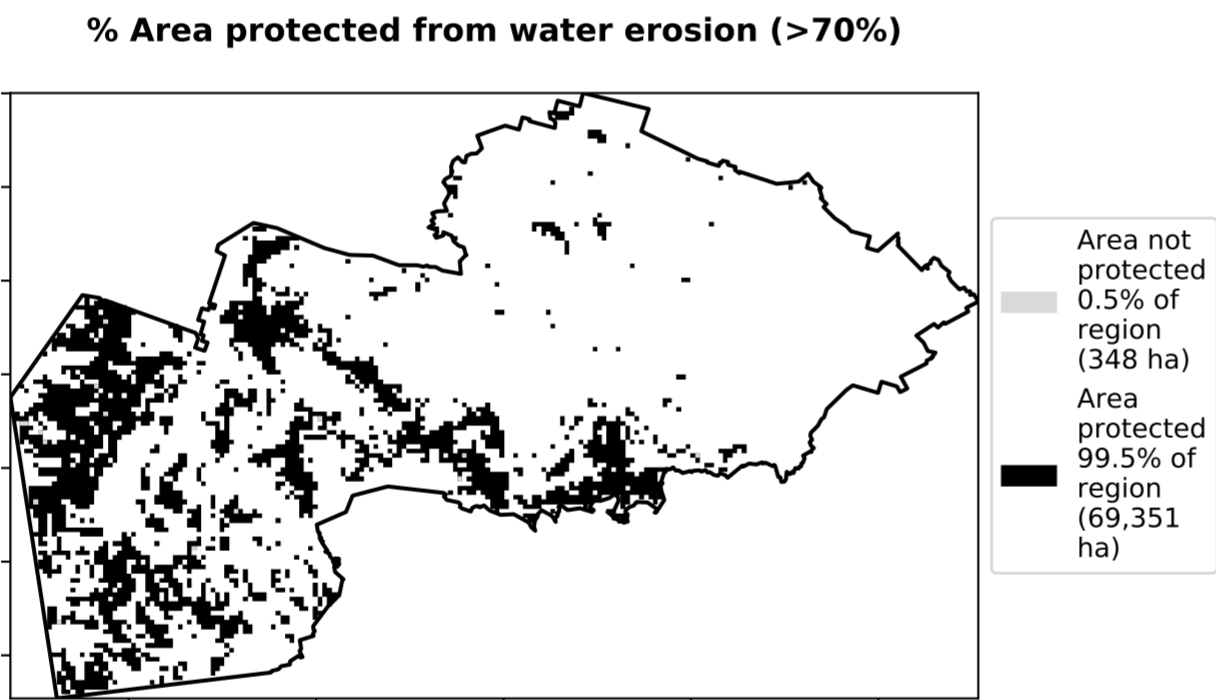 % Area protected from water erosion (>70%)
Area not
protected
0.5% of
region
(348 ha)
Area
protected
99.5% of
region
(69,351
ha)